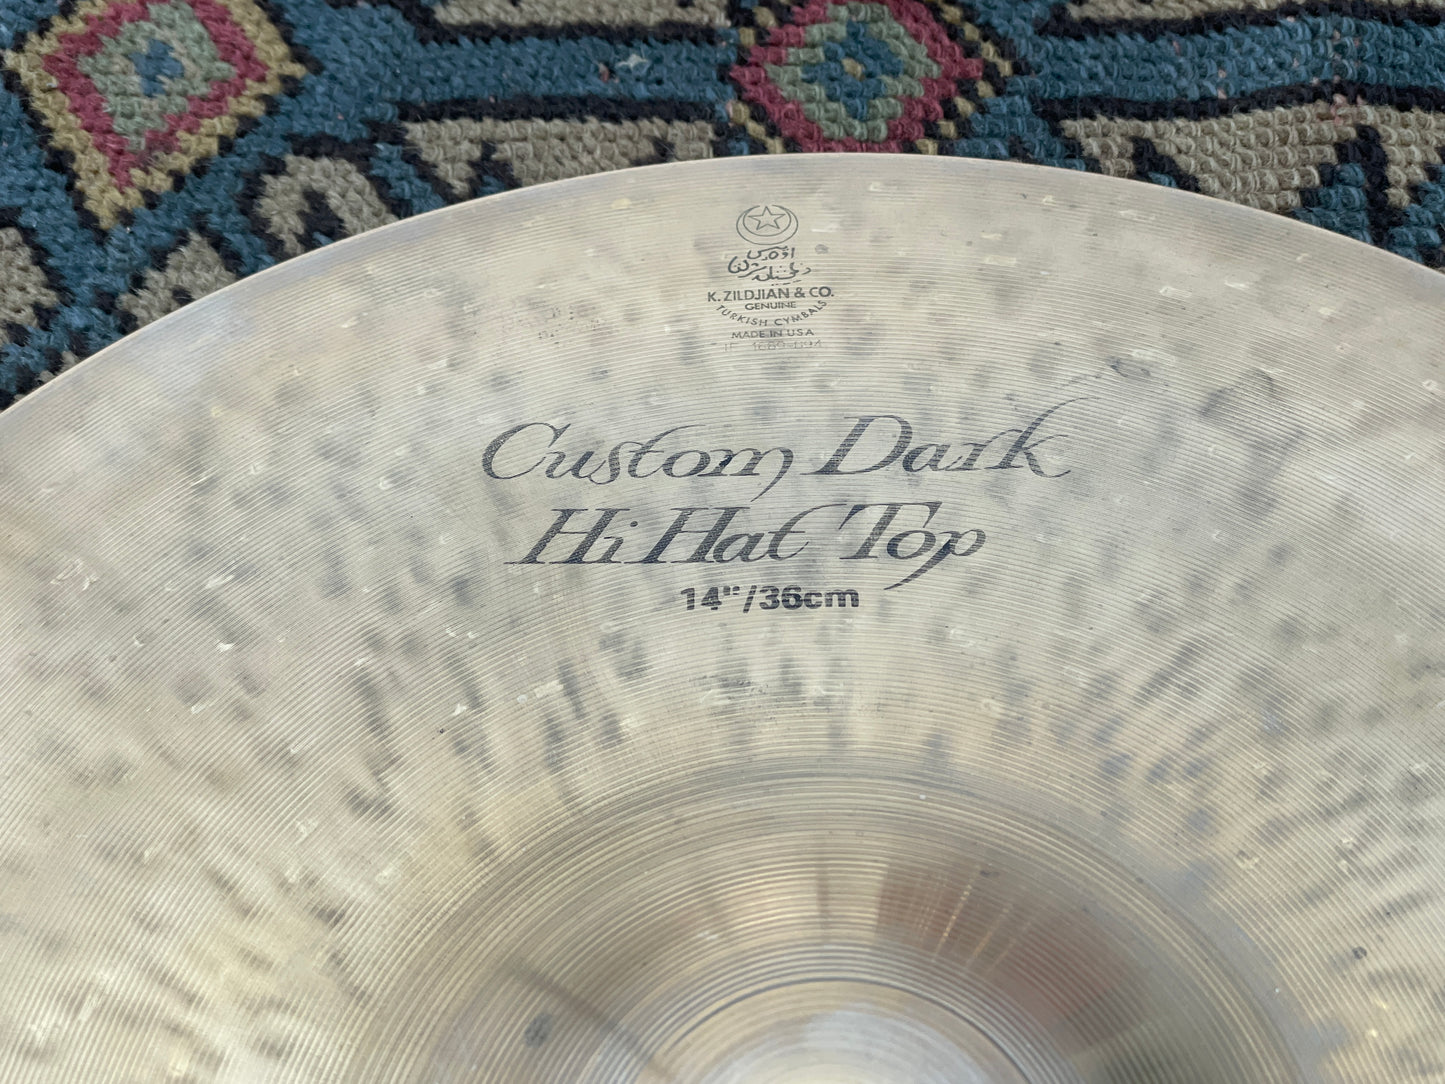 K. ZILDJIAN & CO.
GENUINE
TURKISH CYMBALS
MADE IN USA
Custom Dark
Hi Hat Top
14"/36cm